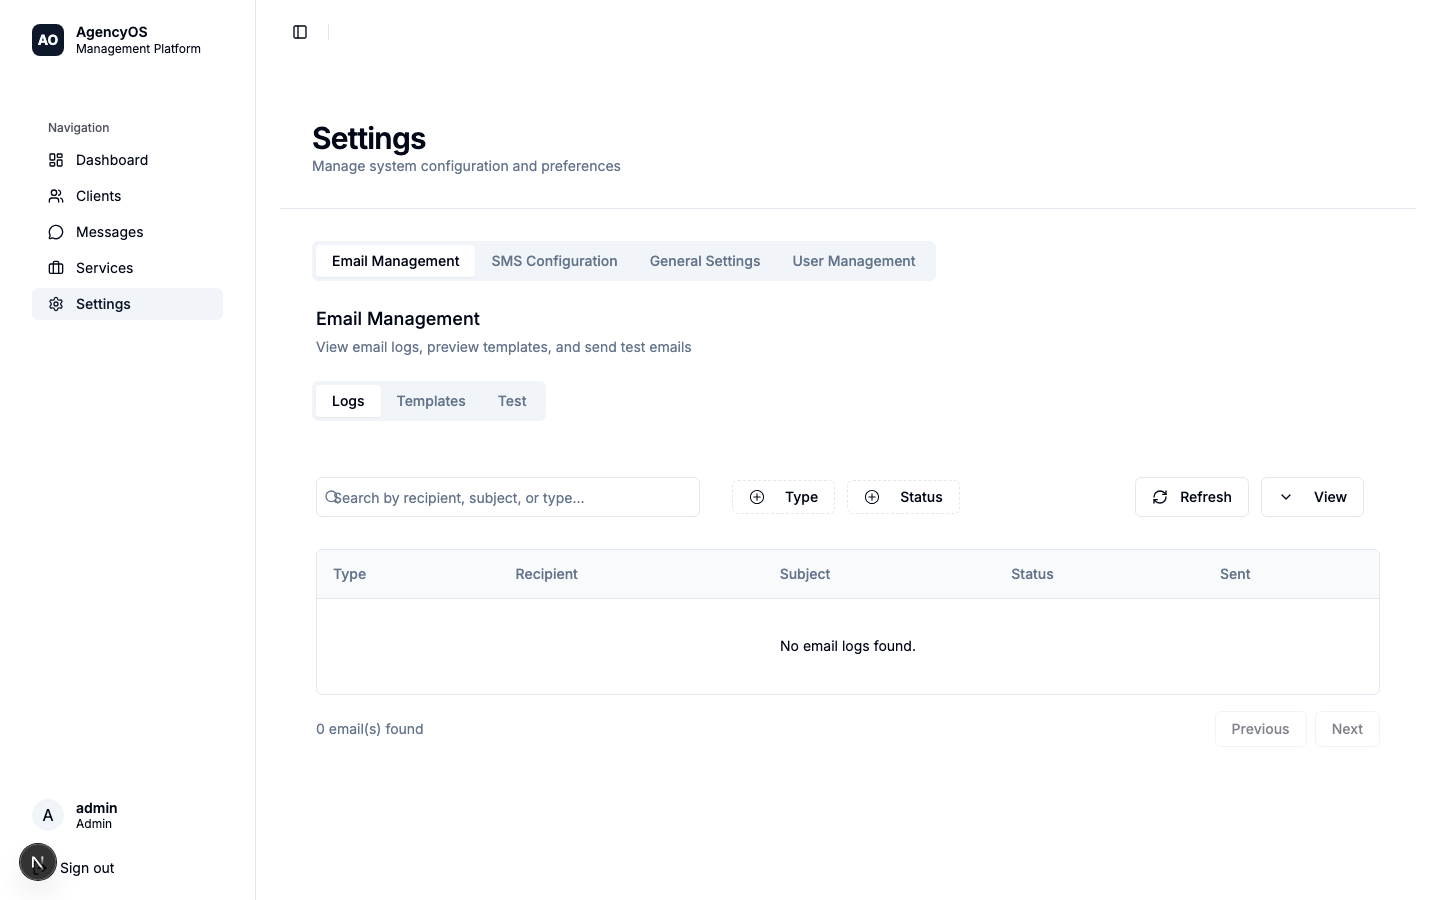 AO
AgencyOS
Management Platform
Navigation
Dashboard
Clients
Messages
Services
Settings
admin
Admin
A
N
Sign out
Settings
Manage system configuration and preferences
Email Management SMS Configuration General Settings User Management
Email Management
View email logs, preview templates, and send test emails
Logs Templates Test
Search by recipient, subject, or type... Type Status Refresh View
Type Recipient Subject Status Sent
No email logs found.
0 email(s) found Previous Next